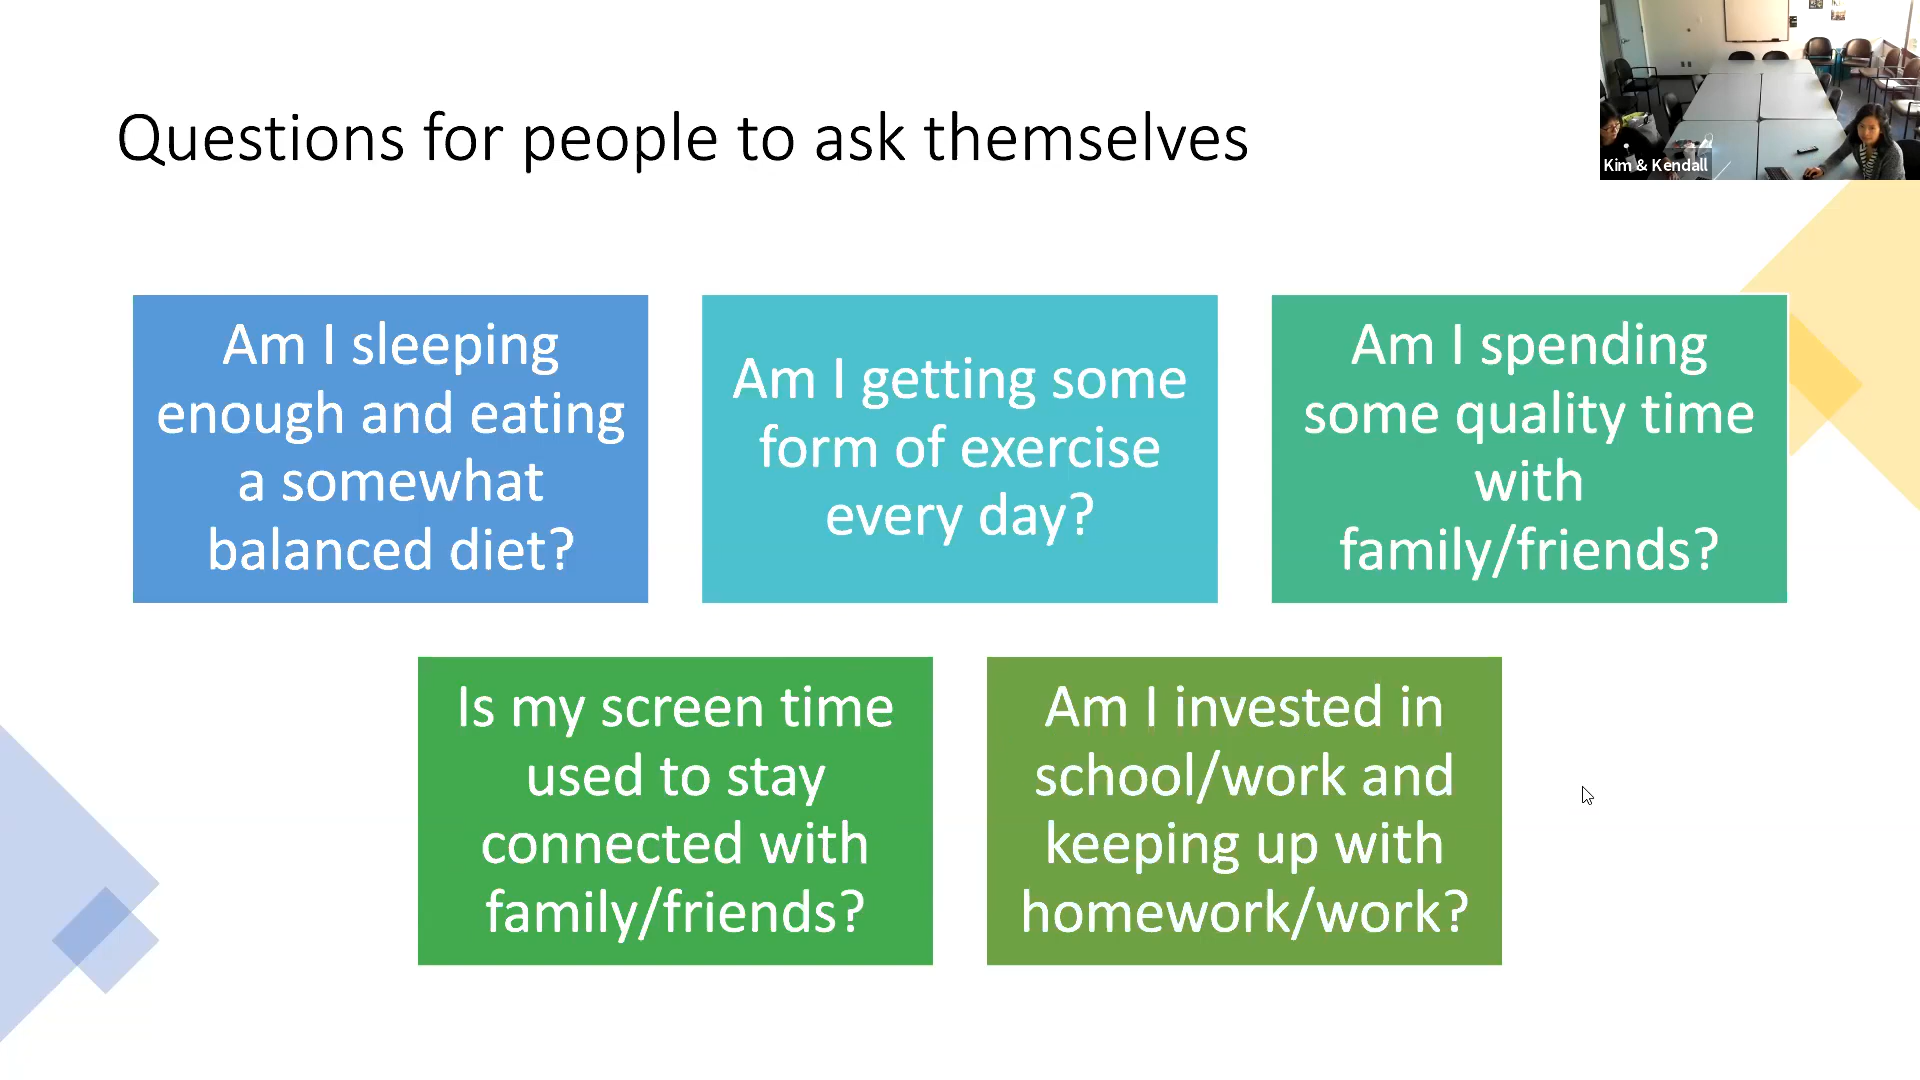 Questions for people to ask themselves
Kim & Kendall
Am I sleeping
enough and eating
a somewhat
balanced diet?
Am I getting some
form of exercise
every day?
Am I spending
some quality time
with
family/friends?
Is my screen time
used to stay
connected with
family/friends?
Am I invested in
school/work and
keeping up with
homework/work?